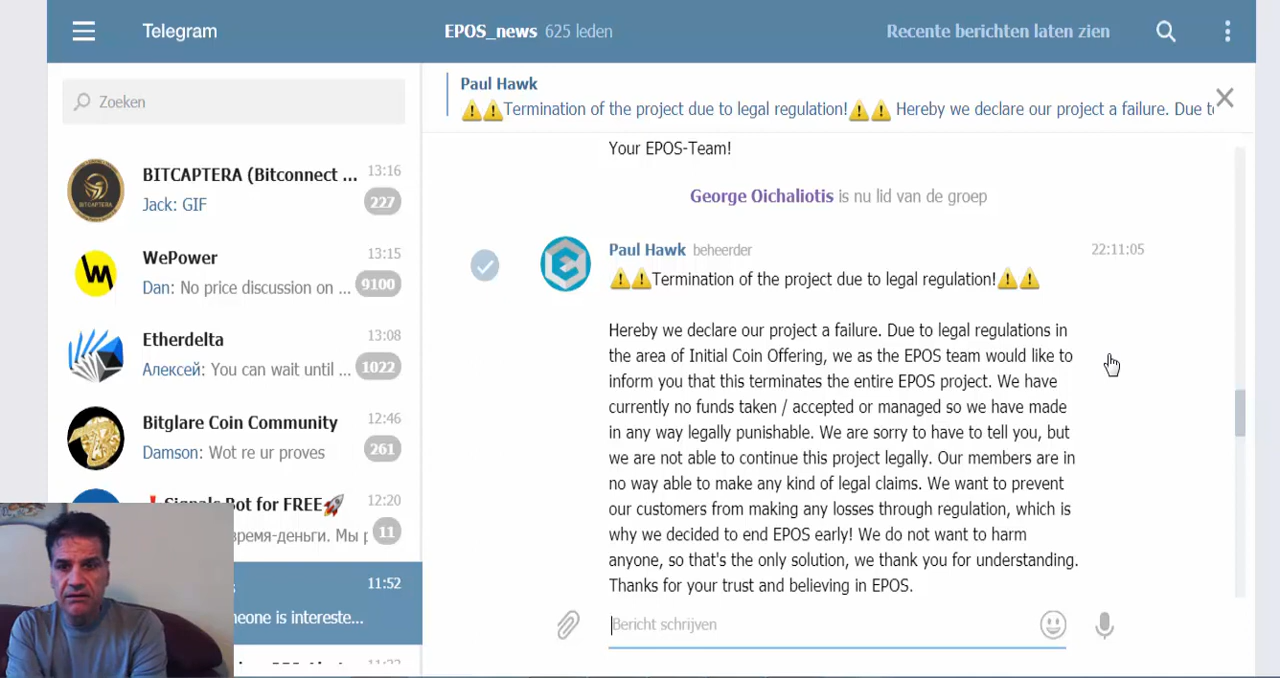 Telegram
EPOS_news 625 leden
Recente berichten laten zien
Zoeken
Paul Hawk
⚠️⚠️Termination of the project due to legal regulation!⚠️⚠️ Hereby we declare our project a failure. Due
BITCAPTERA (Bitconnect ... 13:16
Jack: GIF 227
WePower 13:15
Dan: No price discussion on ... 9100
Etherdelta 13:08
Алексей: You can wait until ... 1022
Bitglare Coin Community 12:46
Damson: Wot re ur proves 261
❗Signals Bot for FREE🚀 12:20
время-деньги. Мы 11
11:52
interested...
Your EPOS-Team!
George Oichaliotis is nu lid van de groep
Paul Hawk beheerder 22:11:05
⚠️⚠️Termination of the project due to legal regulation!⚠️⚠️
Hereby we declare our project a failure. Due to legal regulations in
the area of Initial Coin Offering, we as the EPOS team would like to
inform you that this terminates the entire EPOS project. We have
currently no funds taken / accepted or managed so we have made
in any way legally punishable. We are sorry to have to tell you, but
we are not able to continue this project legally. Our members are in
no way able to make any kind of legal claims. We want to prevent
our customers from making any losses through regulation, which is
why we decided to end EPOS early! We do not want to harm
anyone, so that's the only solution, we thank you for understanding.
Thanks for your trust and believing in EPOS.
Bericht schrijven